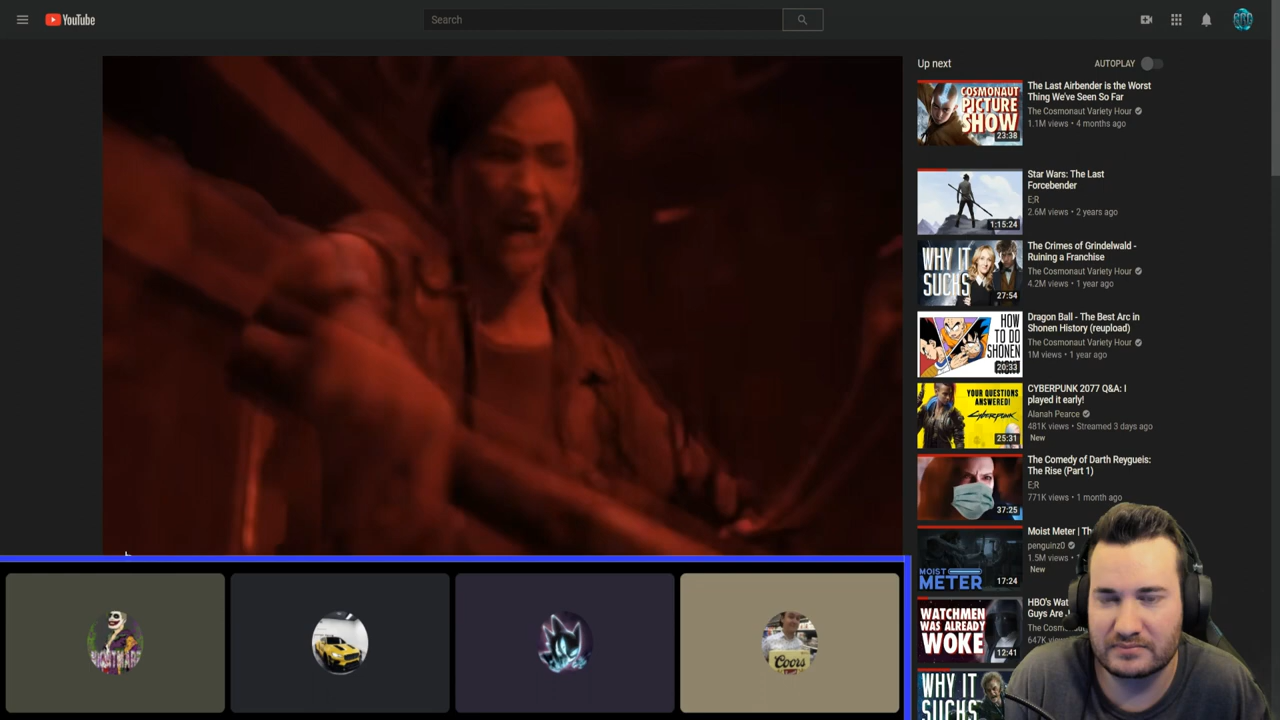 YouTube
Search
Up next
AUTOPLAY
COSMONAUT
PICTURE
SHOW
23:38
The Last Airbender is the Worst
Thing We've Seen So Far
The Cosmonaut Variety Hour
1.1M views • 4 months ago
1:15:24
Star Wars: The Last
Forcebender
E;R
2.6M views • 2 years ago
WHY IT
SUCKS
27:54
The Crimes of Grindelwald -
Ruining a Franchise
The Cosmonaut Variety Hour
4.2M views • 1 year ago
HOW
TO DO
SHONEN
RIGHT
20:33
Dragon Ball - The Best Arc in
Shonen History (reupload)
The Cosmonaut Variety Hour
1M views • 1 year ago
YOUR QUESTIONS
ANSWERED!
CYBERPUNK
25:31
CYBERPUNK 2077 Q&A: I
played it early!
Alanah Pearce
481K views • Streamed 3 days ago
New
37:25
The Comedy of Darth Reygueis:
The Rise (Part 1)
E;R
771K views • 1 month ago
MOIST
METER
17:24
Moist Meter | Th
penguinz0
1.5M view
New
WATCHMEN
WAS ALREADY
WOKE
12:41
HBO's Wat
Guys Are
The Cosm
647K
WHY IT
SUCKS
NIGHTMARE
Coors